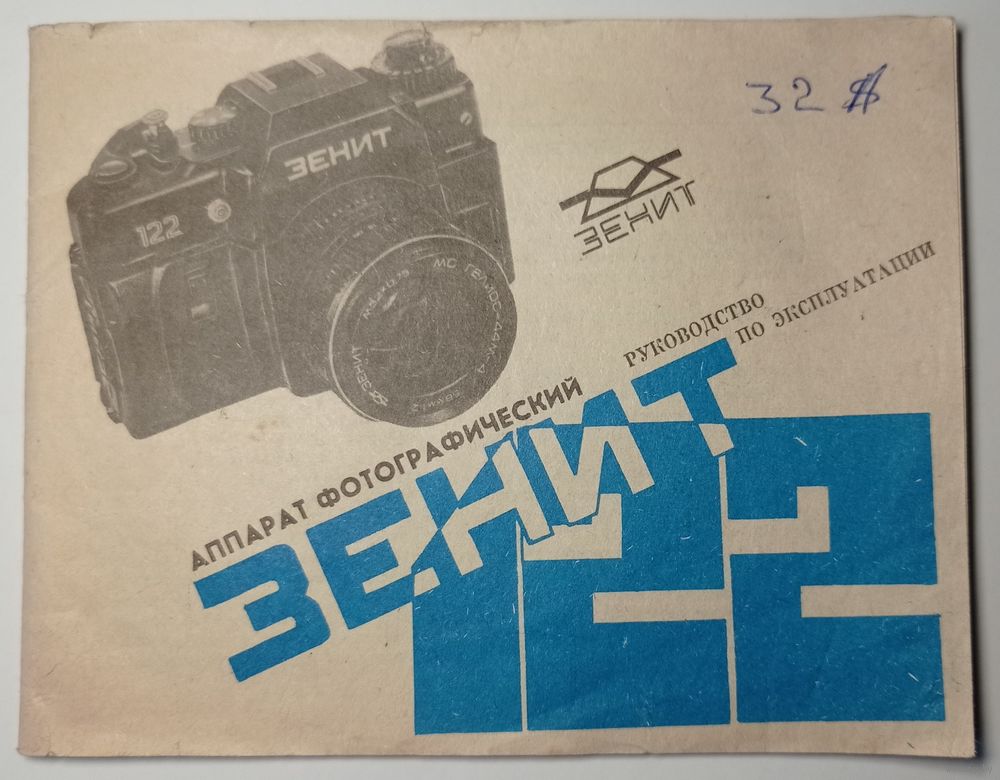 32 $
ЗЕНИТ
122
МС ГЕЛИОС-44К-4
ЗЕНИТ
ЗЕНИТ
РУКОВОДСТВО
ПО ЭКСПЛУАТАЦИИ
АППАРАТ ФОТОГРАФИЧЕСКИЙ
ЗЕНИТ
122